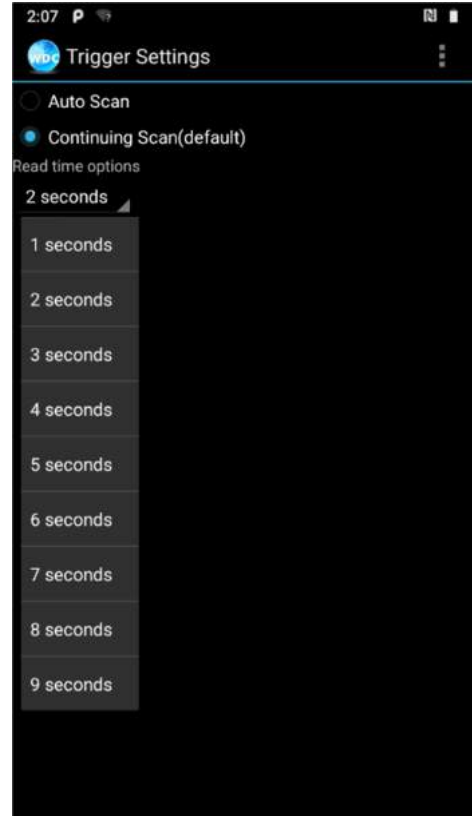 2:07
WDC Trigger Settings
Auto Scan
Continuing Scan(default)
Read time options
2 seconds
1 seconds
2 seconds
3 seconds
4 seconds
5 seconds
6 seconds
7 seconds
8 seconds
9 seconds